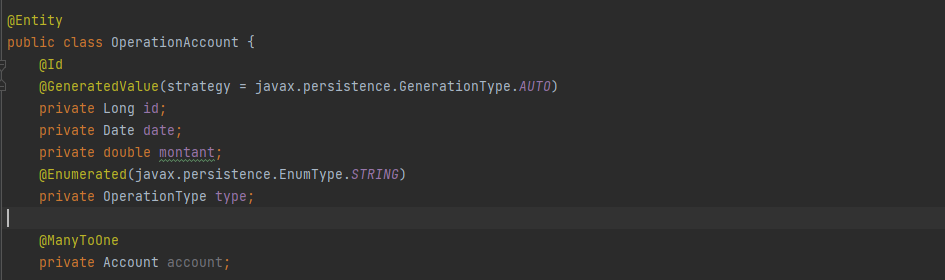 @Entity
public class OperationAccount {
@Id
@GeneratedValue(strategy = javax.persistence.GenerationType.AUTO)
private Long id;
private Date date;
private double montant;
@Enumerated(javax.persistence.EnumType.STRING)
private OperationType type;
@ManyToOne
private Account account;